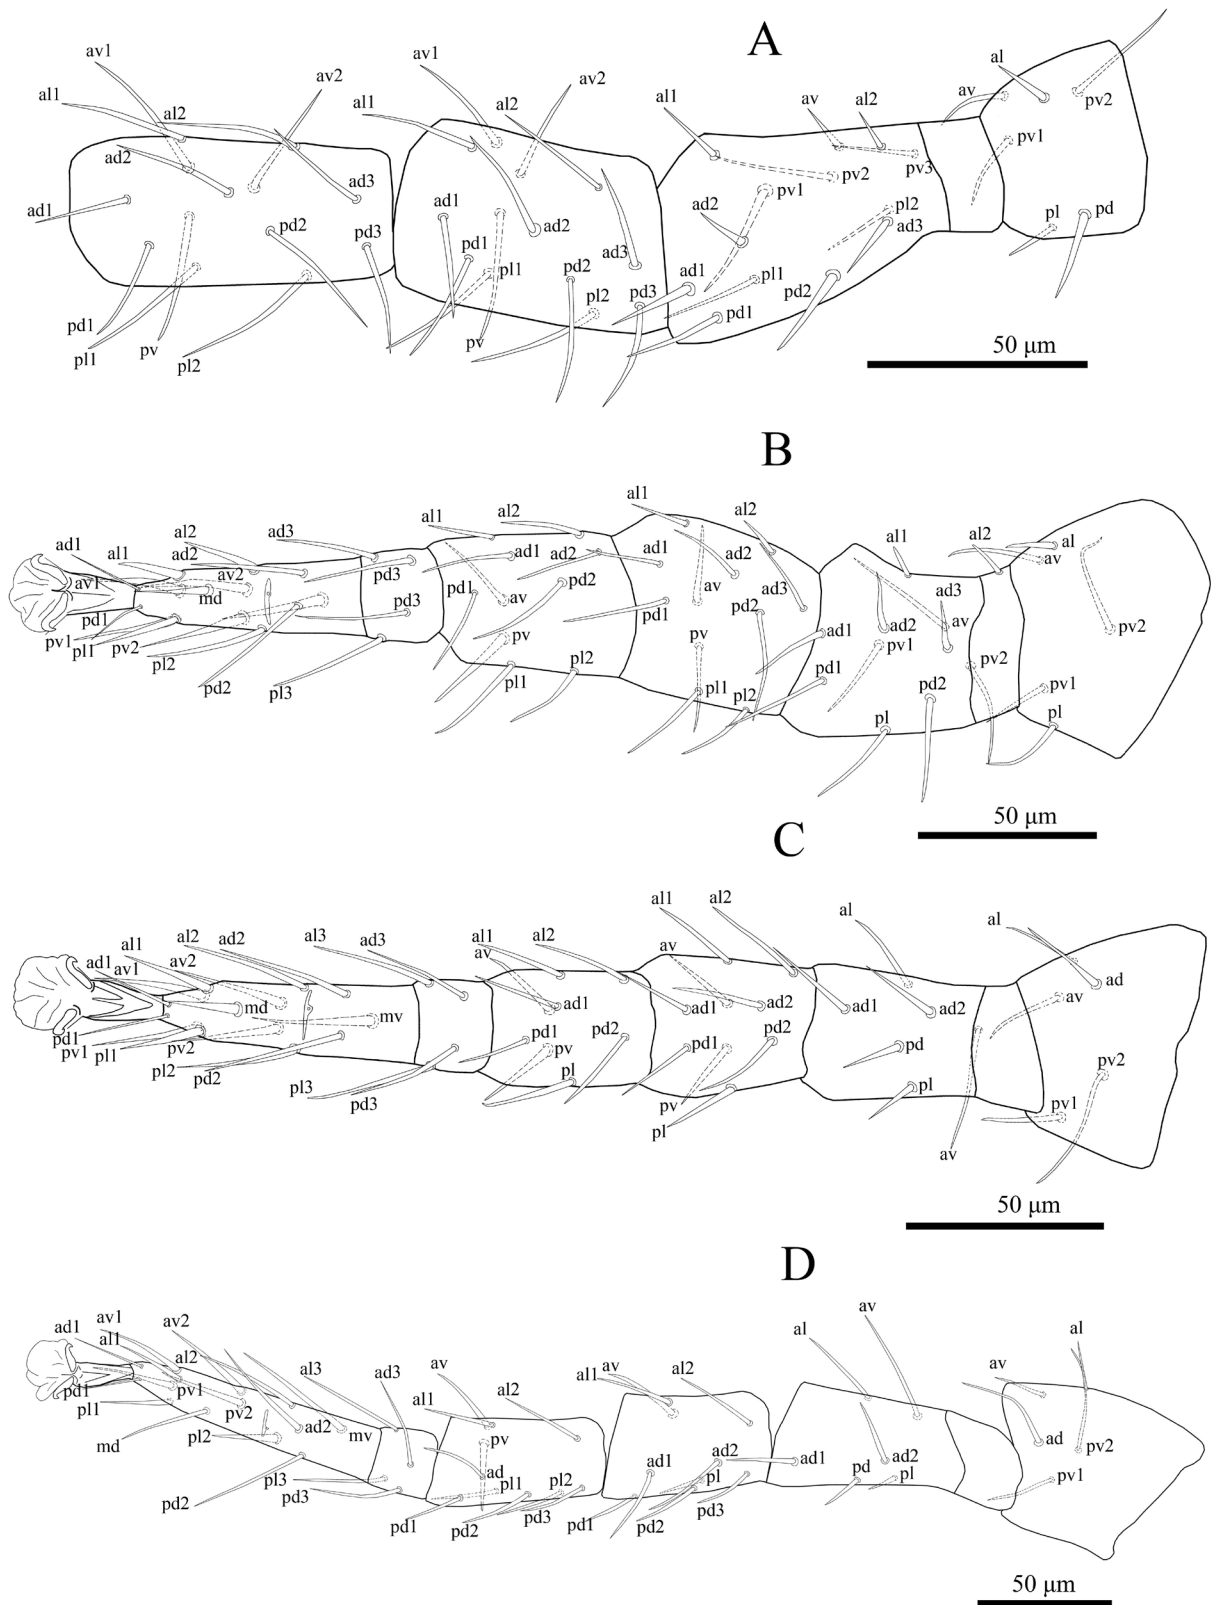 A
av1
al1
al2
av2
av1
al1
al2
av2
al1
av
al2
av
al
pv2
ad2
ad3
ad1
pd2
pd3
ad1
ad2
pd1
pl1
ad3
pd2
pl2
pd3
ad2
pv1
pv2
pv3
pl2
ad3
pv1
pl
pd
ad1
pl1
pd2
pd1
pd1
pl1
pv
pl2
pv
50 μm
B
al1
al2
al1
al2
ad3
al2
ad1
al1
ad2
av2
av1
md
pd3
ad1
ad2
ad1
ad2
al1
al2
al
av
pd1
pd2
av
pd3
pd1
av
pd2
ad3
ad3
ad2
av
pv2
pv1
pl1
pd1
pv2
pl2
pd2
pl3
pv
pl1
pl2
pv
pl1
pl2
ad1
pd1
pv1
pv2
pd2
pl
pv1
pl
50 μm
C
al1
al2
al
al
al1
al2
ad2
al3
ad3
al1
av
al2
av
ad1
av1
av2
md
mv
ad1
ad1
ad2
ad1
ad2
ad
av
pd1
pv1
pl1
pv2
pl2
pd2
pl3
pd3
pd1
pv
pd2
pl
pd1
pd2
pv
pl
pd
pl
av
pv1
pv2
50 μm
D
av
al
al
av1
ad1
al1
av2
al2
al3
ad3
av
al1
al2
al1
av
al2
av
pd1
pl1
pv1
pv2
ad2
mv
md
pl2
pd2
pl3
pd3
pv
ad
pl1
pl2
pd1
pd2
pd3
ad1
ad2
pl
pd1
pd2
pd3
ad1
ad2
pd
pl
ad
pv2
pv1
50 μm